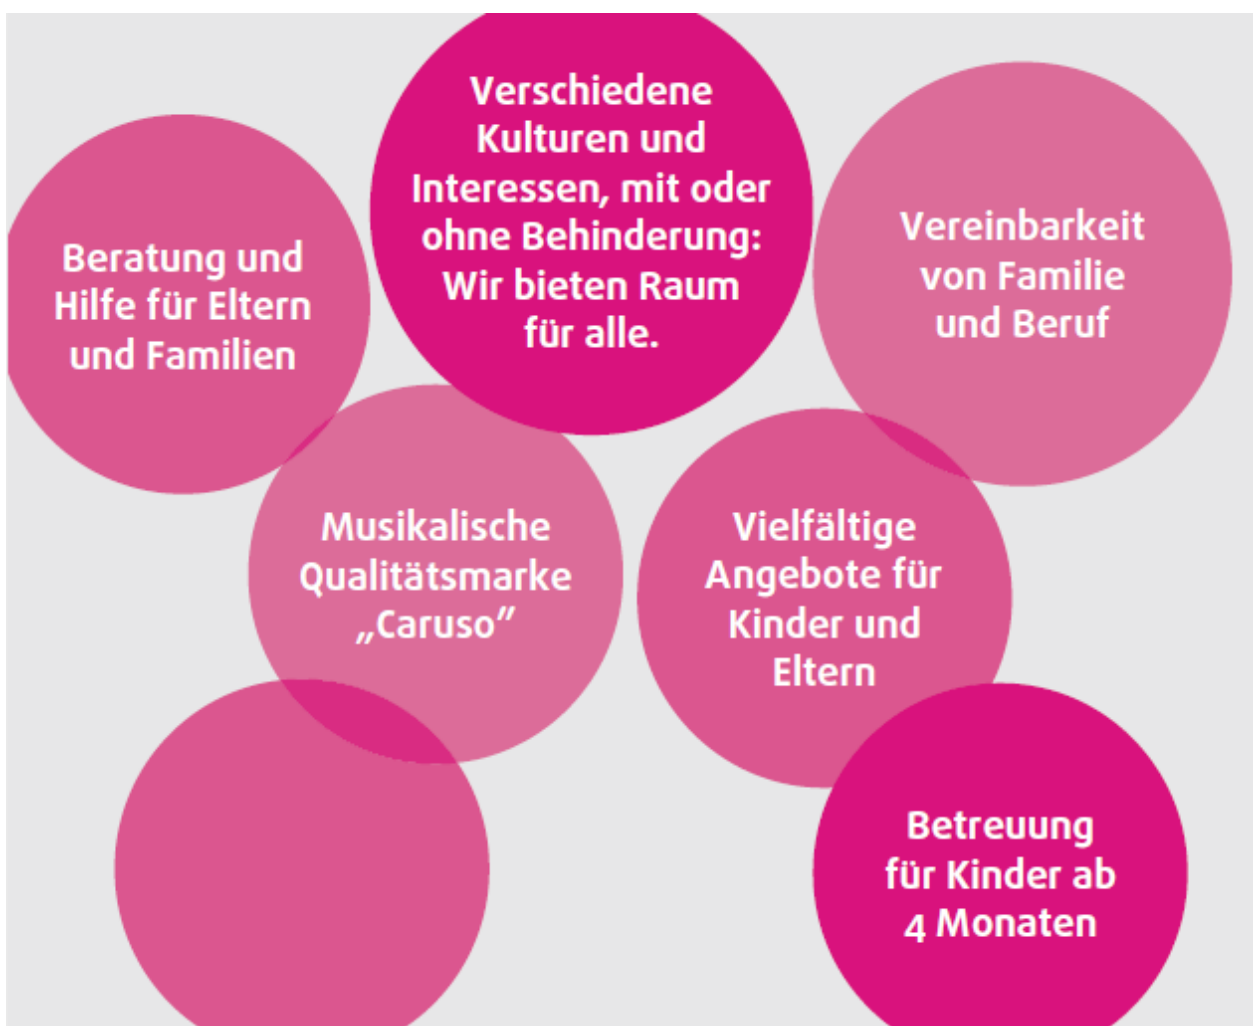 Verschiedene
Kulturen und
Interessen, mit oder
ohne Behinderung:
Wir bieten Raum
für alle.
Beratung und
Hilfe für Eltern
und Familien
Vereinbarkeit
von Familie
und Beruf
Musikalische
Qualitätsmarke
„Caruso”
Vielfältige
Angebote für
Kinder und
Eltern
Betreuung
für Kinder ab
4 Monaten